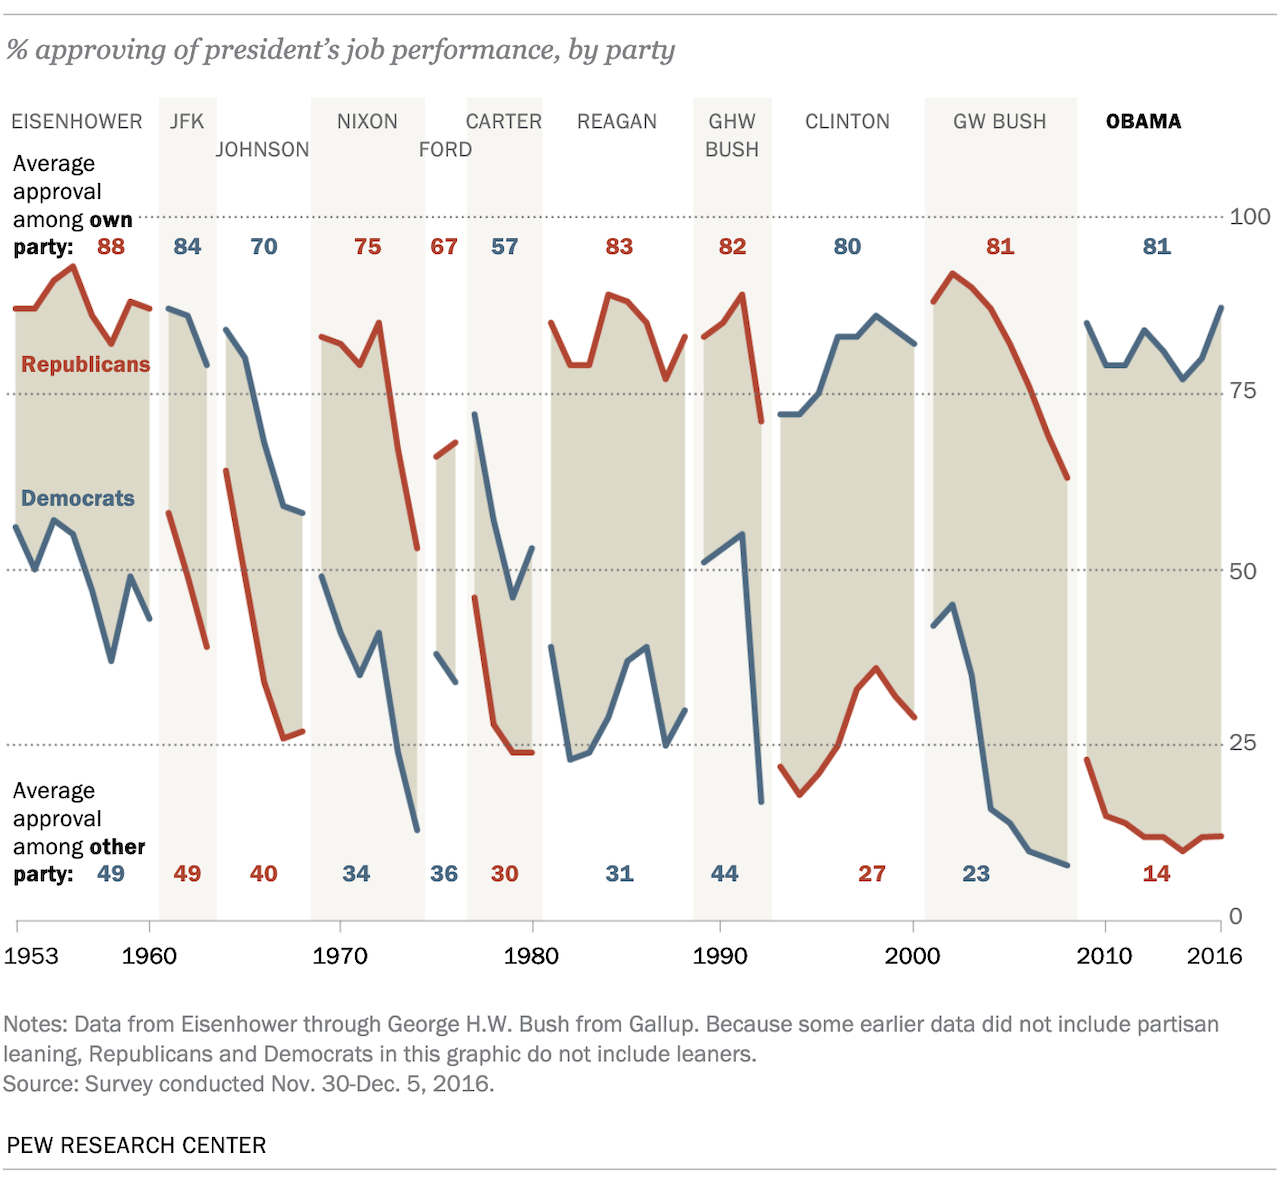 % approving of president's job performance, by party
EISENHOWER JFK JOHNSON NIXON FORD CARTER REAGAN GHW BUSH CLINTON GW BUSH OBAMA
Average
approval
among own
party: 88 84 70 75 67 57 83 82 80 81 81
100
Republicans
75
Democrats
50
25
Average
approval
among other
party: 49 49 40 34 36 30 31 44 27 23 14
0
1953 1960 1970 1980 1990 2000 2010 2016
Notes: Data from Eisenhower through George H.W. Bush from Gallup. Because some earlier data did not include partisan
leaning, Republicans and Democrats in this graphic do not include leaners.
Source: Survey conducted Nov. 30-Dec. 5, 2016.
PEW RESEARCH CENTER